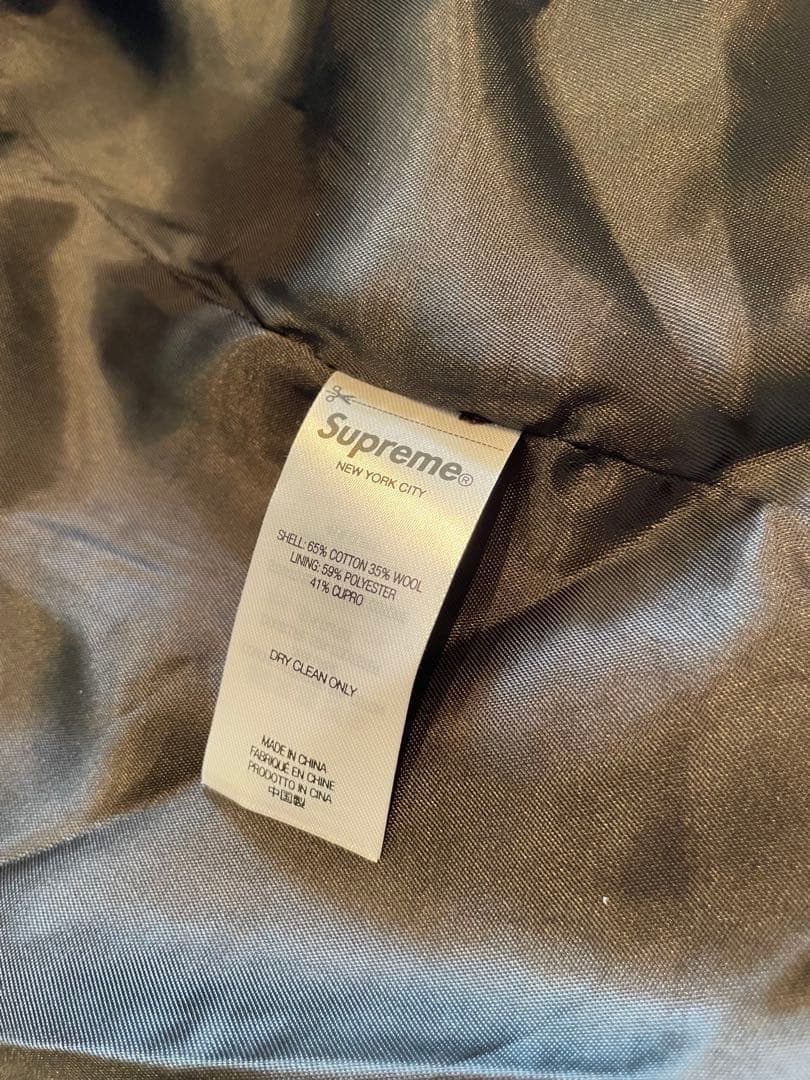 Supreme®
NEW YORK CITY
SHELL: 65% COTTON 35% WOOL
LINING: 59% POLYESTER
41% CUPRO
DRY CLEAN ONLY
MADE IN CHINA
FABRIQUÉ EN CHINE
PRODOTTO IN CINA
中国製